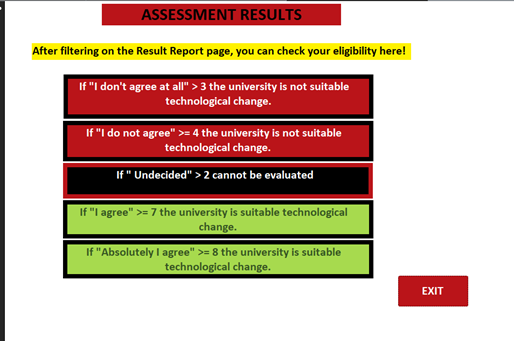 ASSESSMENT RESULTS
After filtering on the Result Report page, you can check your eligibility here!
If "I don't agree at all" > 3 the university is not suitable
technological change.
If "I do not agree" >= 4 the university is not suitable
technological change.
If " Undecided" > 2 cannot be evaluated
If "I agree" >= 7 the university is suitable technological
change.
If "Absolutely I agree" >= 8 the university is suitable
technological change.
EXIT